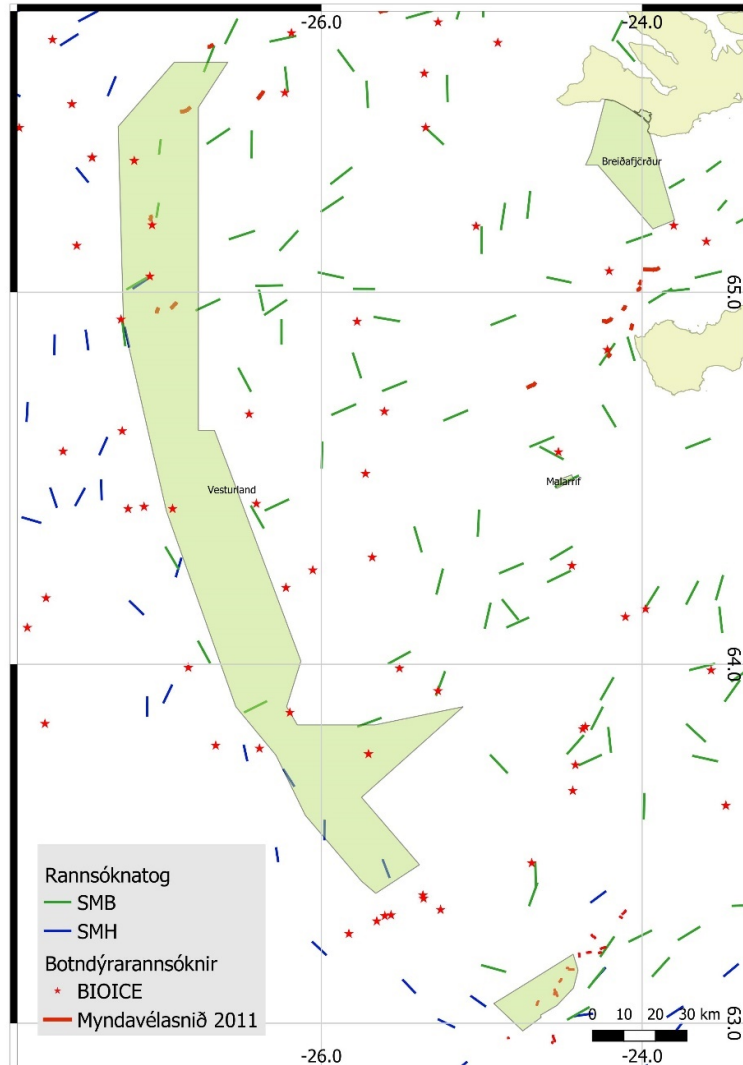 -26.0
-24.0
Breiðafjörður
65.0
Vesturland
Malarrif
64.0
Rannsóknatog
SMB
SMH
Botndýrarannsóknir
BIOICE
Myndavélasnið 2011
0 10 20 30 km
63.0
-26.0
-24.0